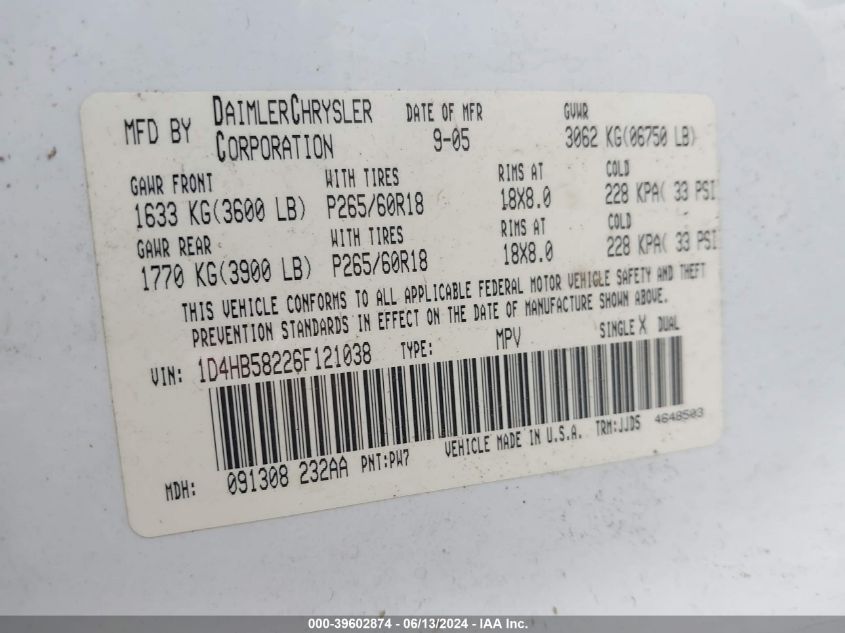 MFD BY DAIMLERCHRYSLER CORPORATION DATE OF MFR 9-05 GVWR 3062 KG(06750 LB)
GAWR FRONT WITH TIRES RIMS AT COLD
1633 KG(3600 LB) P265/60R18 18X8.0 228 KPA( 33 PSI
GAWR REAR WITH TIRES RIMS AT COLD
1770 KG(3900 LB) P265/60R18 18X8.0 228 KPA( 33 PSI
THIS VEHICLE CONFORMS TO ALL APPLICABLE FEDERAL MOTOR VEHICLE SAFETY AND THEFT
PREVENTION STANDARDS IN EFFECT ON THE DATE OF MANUFACTURE SHOWN ABOVE.
VIN: 1D4HB58226F121038 TYPE: MPV SINGLE X DUAL
MDH: 091308 232AA PNT:PW7 VEHICLE MADE IN U.S.A. TRM:JJD5 4648503
000-39602874 - 06/13/2024 - IAA Inc.